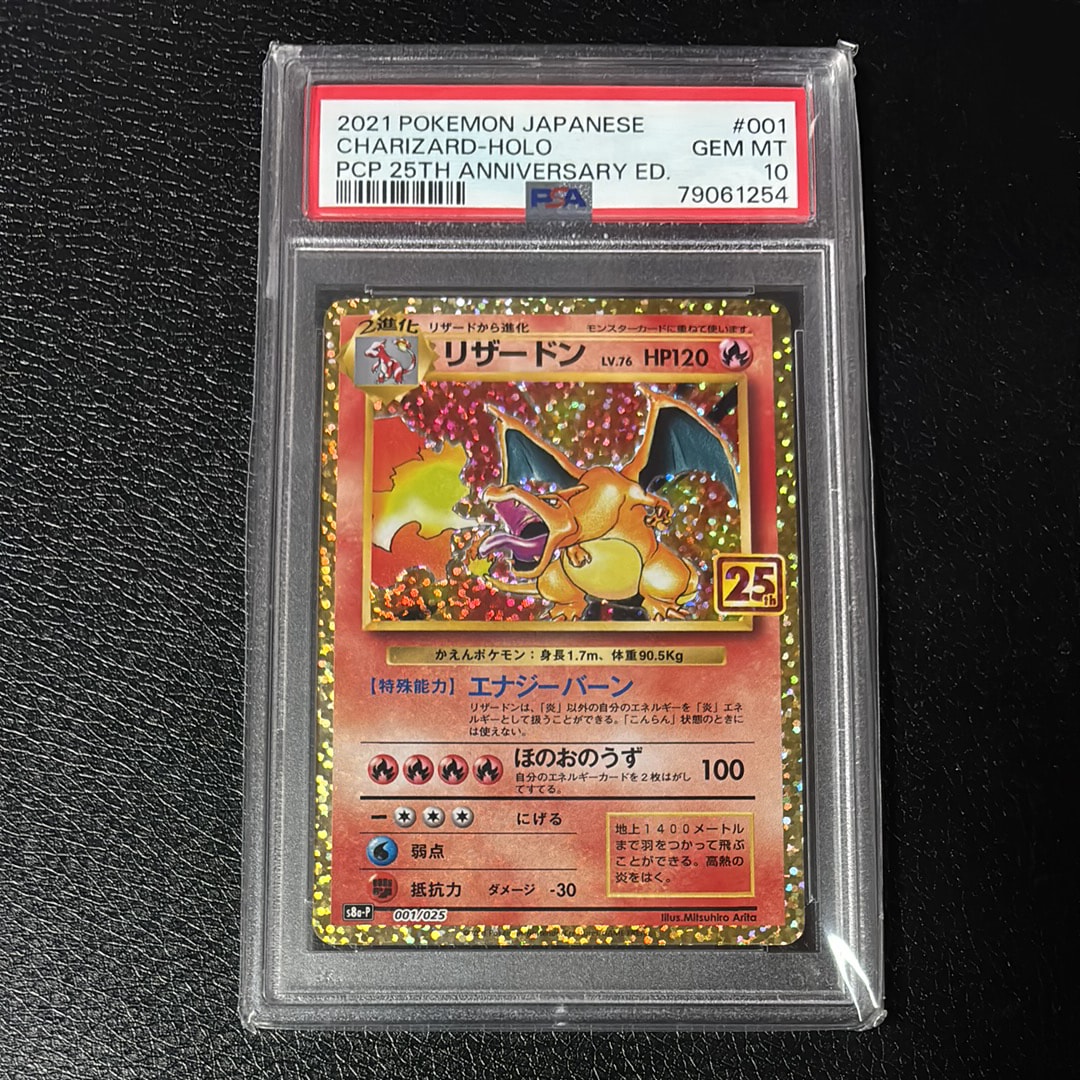 2021 POKEMON JAPANESE #001
CHARIZARD-HOLO GEM MT
PCP 25TH ANNIVERSARY ED. 10
PSA 79061254
2進化 リザードから進化 モンスターカードに重ねて使います。
リザードン LV.76 HP120
25th
かえんポケモン：身長1.7m、体重90.5Kg
【特殊能力】エナジーバーン
リザードンは、「炎」以外の自分のエネルギーを「炎」エネ
ルギーとして扱うことができる。「こんらん」状態のときに
は使えない。
ほのおのうず
自分のエネルギーカードを２枚はがし 100
てすてる。
ー にげる
弱点
抵抗力 ダメージ -30
地上１４００メートル
まで羽をつかって飛ぶ
ことができる。高熱の
炎をはく。
s8a-P 001/025 Illus.Mitsuhiro Arita